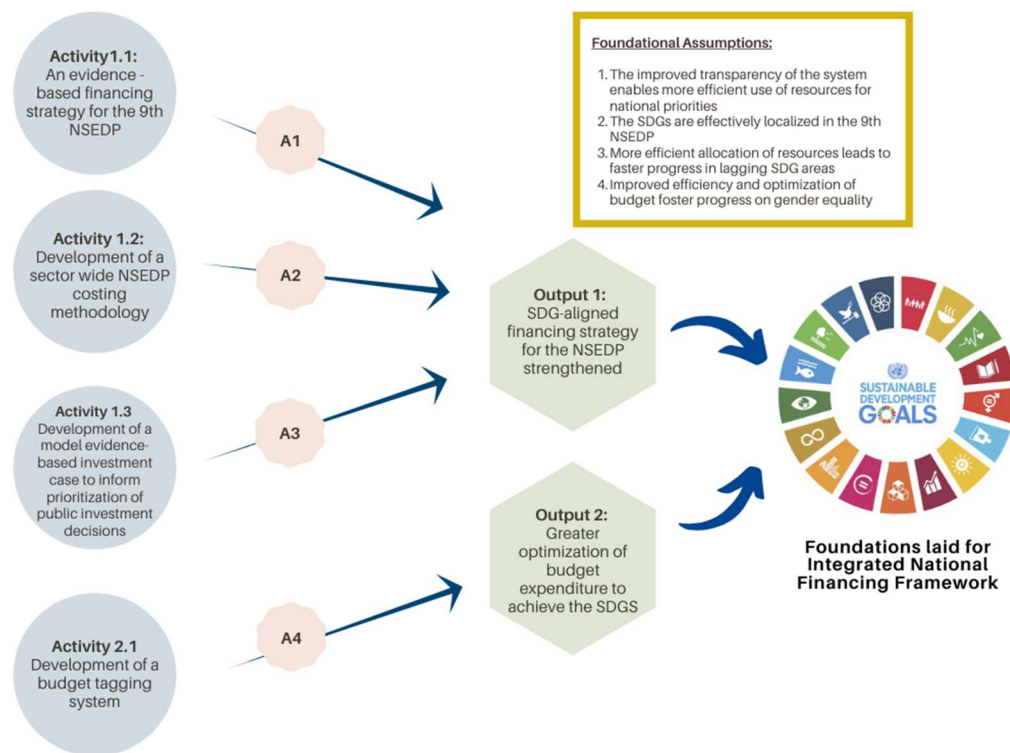 Activity1.1:
An evidence -
based financing
strategy for the 9th
NSEDP
A1
Foundational Assumptions:
1. The improved transparency of the system
enables more efficient use of resources for
national priorities
2. The SDGs are effectively localized in the 9th
NSEDP
3. More efficient allocation of resources leads to
faster progress in lagging SDG areas
4. Improved efficiency and optimization of
budget foster progress on gender equality
Activity 1.2:
Development of a
sector wide NSEDP
costing
methodology
A2
Output 1:
SDG-aligned
financing strategy
for the NSEDP
strengthened
SUSTAINABLE
DEVELOPMENT
GOALS
Activity 1.3
Development of a
model evidence-
based investment
case to inform
prioritization of
public investment
decisions
A3
Output 2:
Greater
optimization of
budget
expenditure to
achieve the SDGS
Foundations laid for
Integrated National
Financing Framework
Activity 2.1
Development of a
budget tagging
system
A4